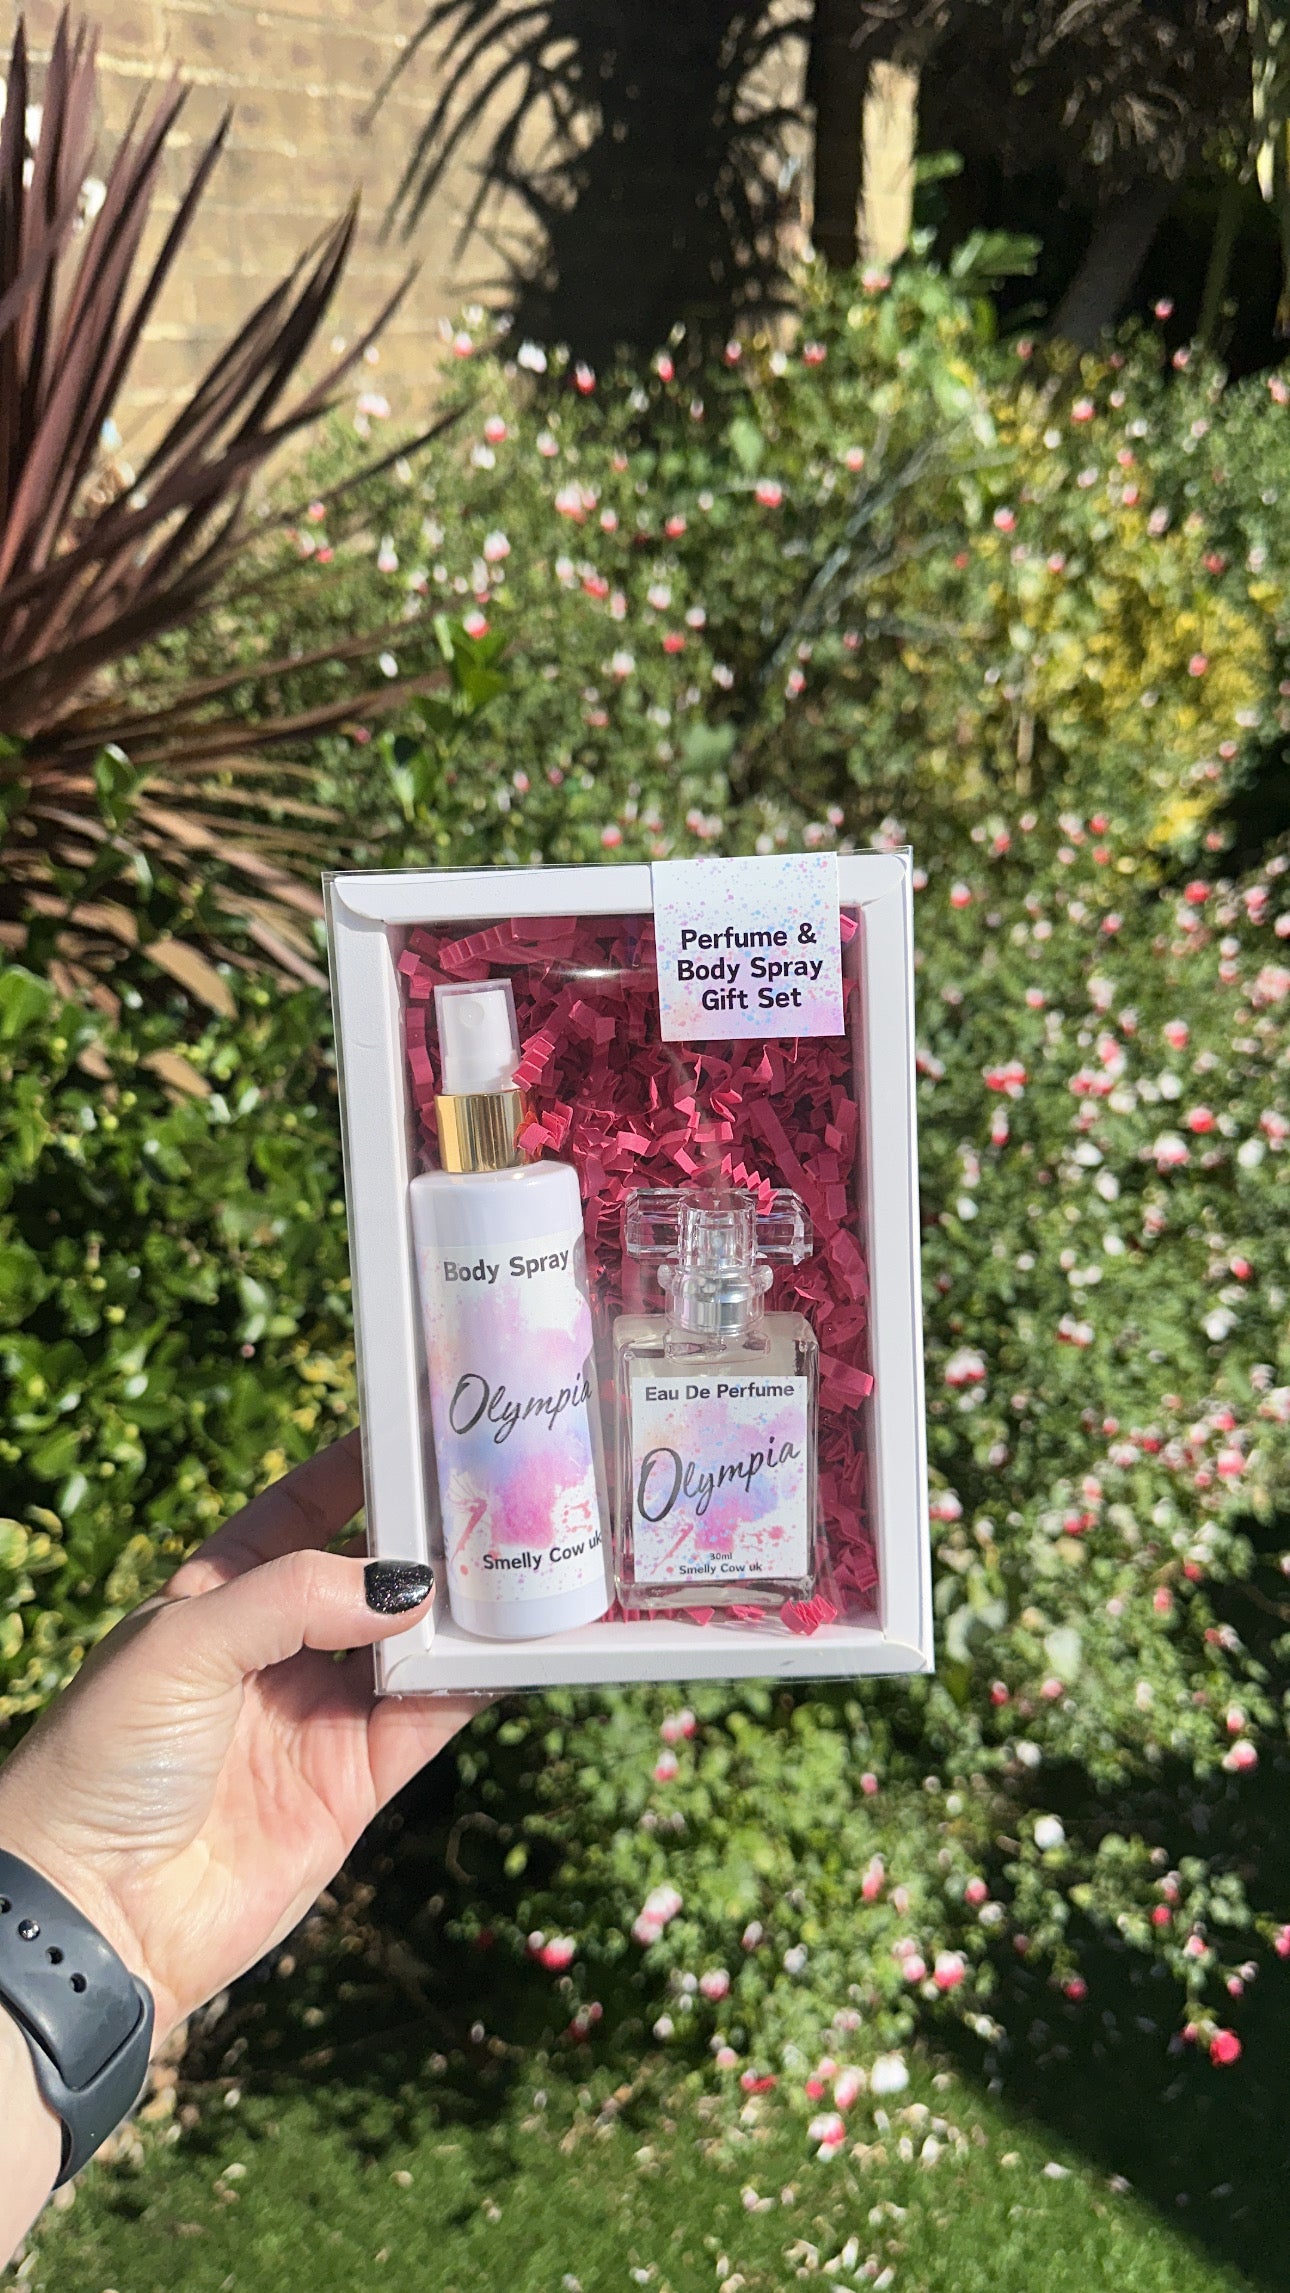 Perfume &
Body Spray
Gift Set
Body Spray
Olympia
Smelly Cow uk
Eau De Perfume
Olympia
30ml
Smelly Cow uk